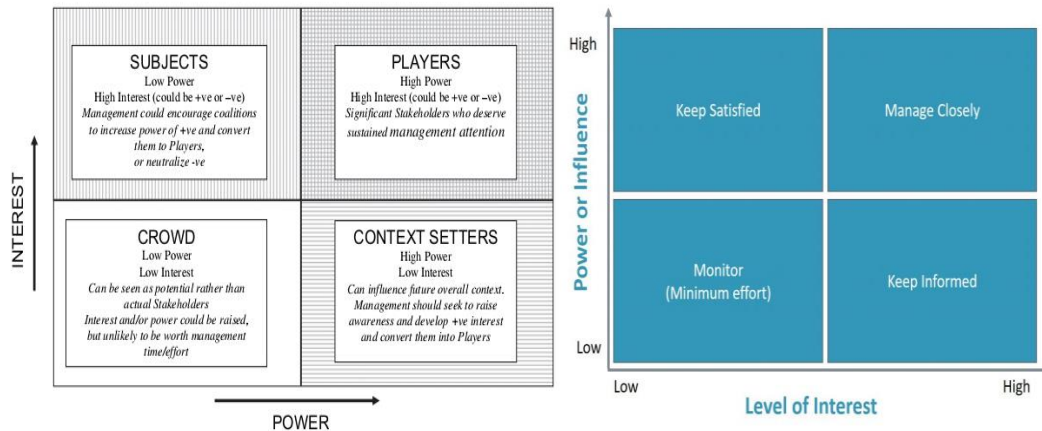 SUBJECTS
Low Power
High Interest (could be +ve or –ve)
Management could encourage coalitions
to increase power of +ve and convert
them to Players,
or neutralize -ve
PLAYERS
High Power
High Interest (could be +ve or –ve)
Significant Stakeholders who deserve
sustained management attention
INTEREST
CROWD
Low Power
Low Interest
Can be seen as potential rather than
actual Stakeholders
Interest and/or power could be raised,
but unlikely to be worth management
time/effort
CONTEXT SETTERS
High Power
Low Interest
Can influence future overall context.
Management should seek to raise
awareness and develop +ve interest
and convert them into Players
POWER
Power or Influence
High
Keep Satisfied
Manage Closely
Monitor
(Minimum effort)
Keep Informed
Low
Low
High
Level of Interest